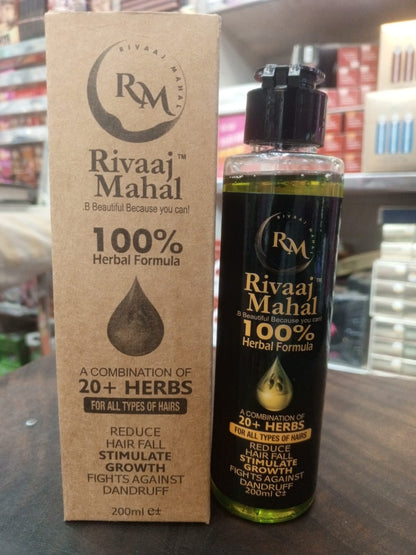 RIVAAJ MAHAL
RM
Rivaaj™
Mahal
.B Beautiful Because you can!
100%
Herbal Formula
A COMBINATION OF
20+ HERBS
FOR ALL TYPES OF HAIRS
REDUCE
HAIR FALL
STIMULATE
GROWTH
FIGHTS AGAINST
DANDRUFF
200ml e±
RIVAAJ MAHAL
RM
Rivaaj™
Mahal
.B Beautiful Because you can!
100%
Herbal Formula
A COMBINATION OF
20+ HERBS
FOR ALL TYPES OF HAIRS
REDUCE
HAIR FALL
STIMULATE
GROWTH
FIGHTS AGAINST
DANDRUFF
200ml e±